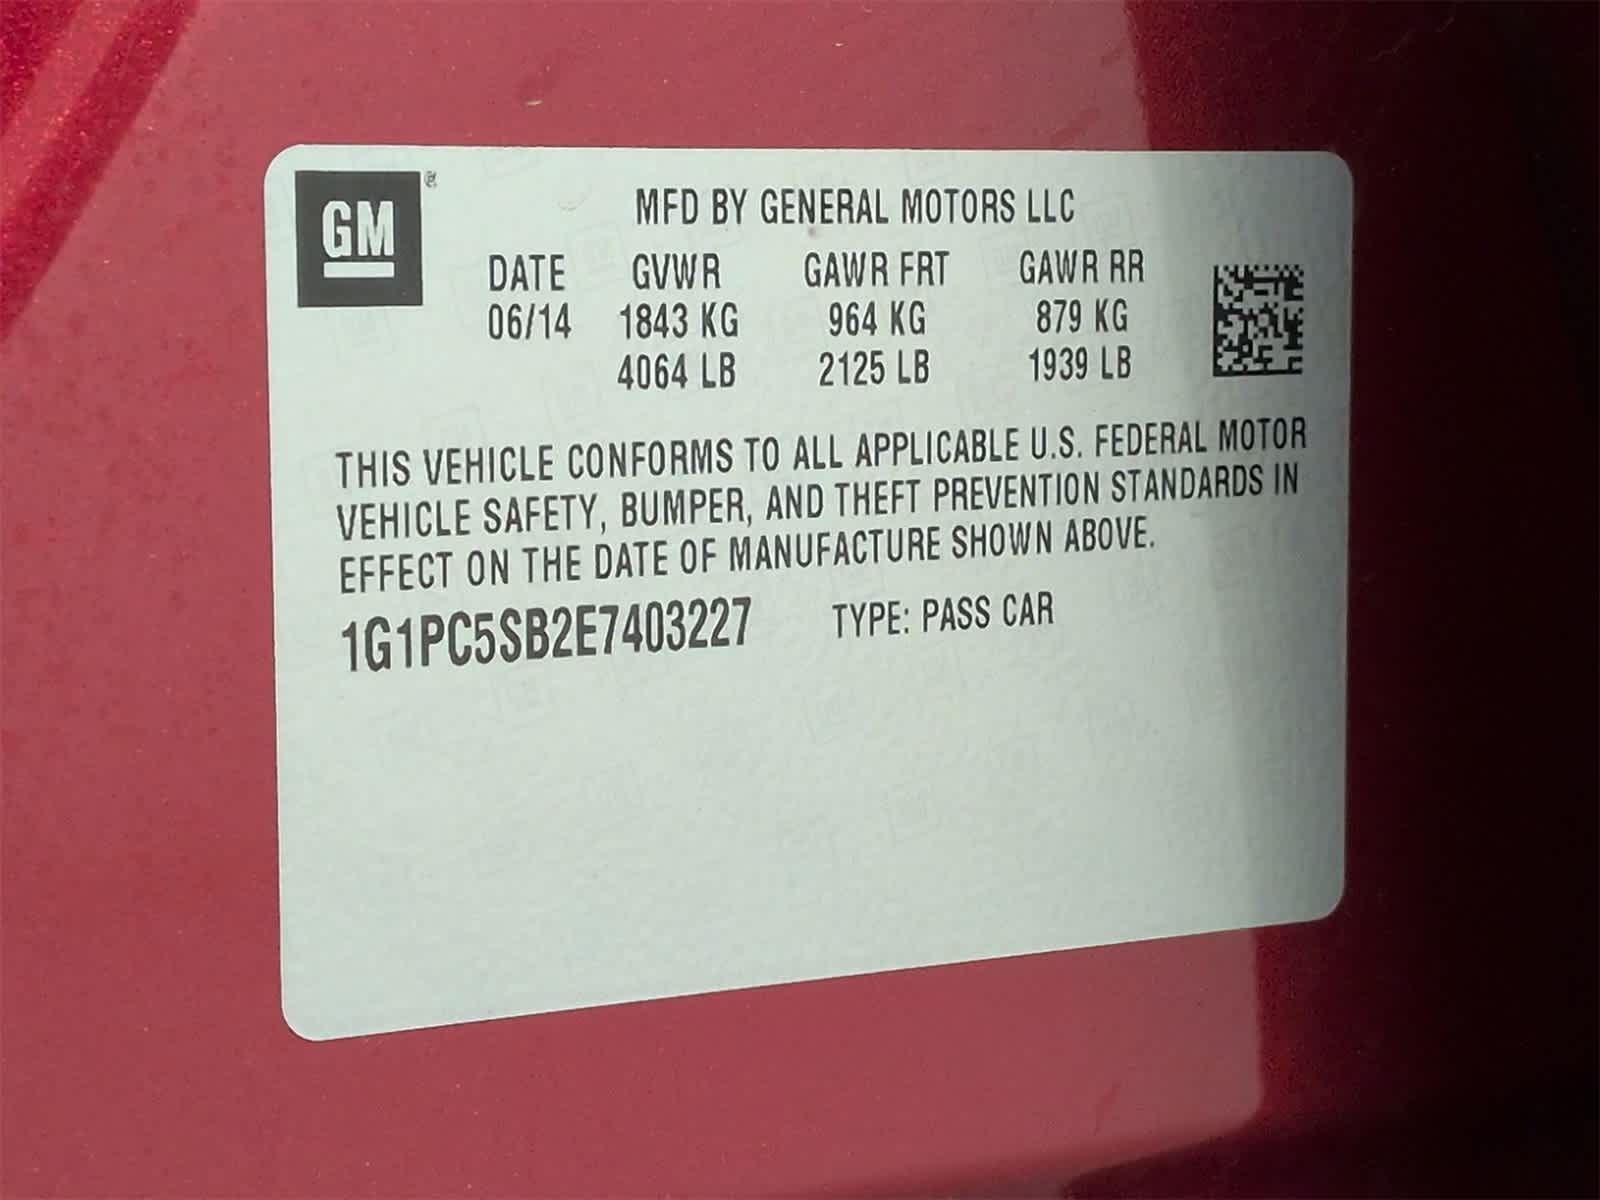 GM
MFD BY GENERAL MOTORS LLC
DATE GVWR GAWR FRT GAWR RR
06/14 1843 KG 964 KG 879 KG
4064 LB 2125 LB 1939 LB
THIS VEHICLE CONFORMS TO ALL APPLICABLE U.S. FEDERAL MOTOR
VEHICLE SAFETY, BUMPER, AND THEFT PREVENTION STANDARDS IN
EFFECT ON THE DATE OF MANUFACTURE SHOWN ABOVE.
1G1PC5SB2E7403227 TYPE: PASS CAR